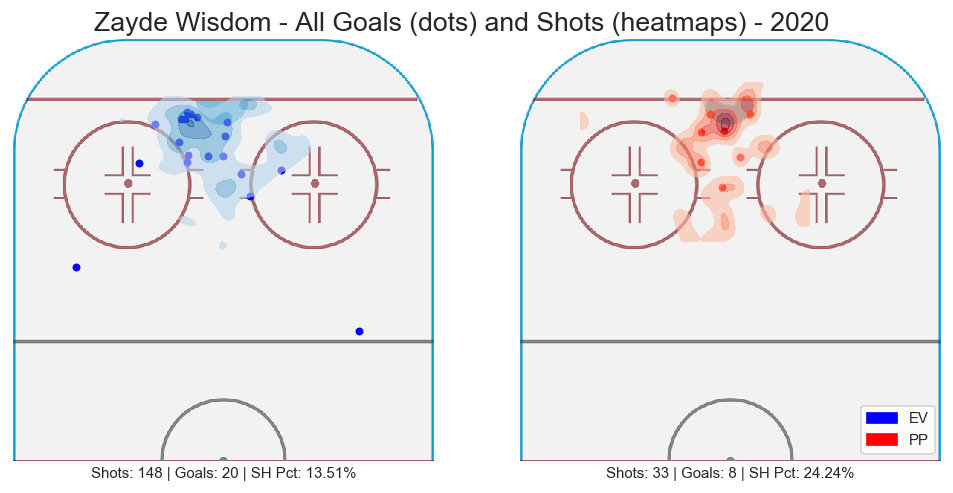 Zayde Wisdom - All Goals (dots) and Shots (heatmaps) - 2020
EV
PP
Shots: 148 | Goals: 20 | SH Pct: 13.51%
Shots: 33 | Goals: 8 | SH Pct: 24.24%